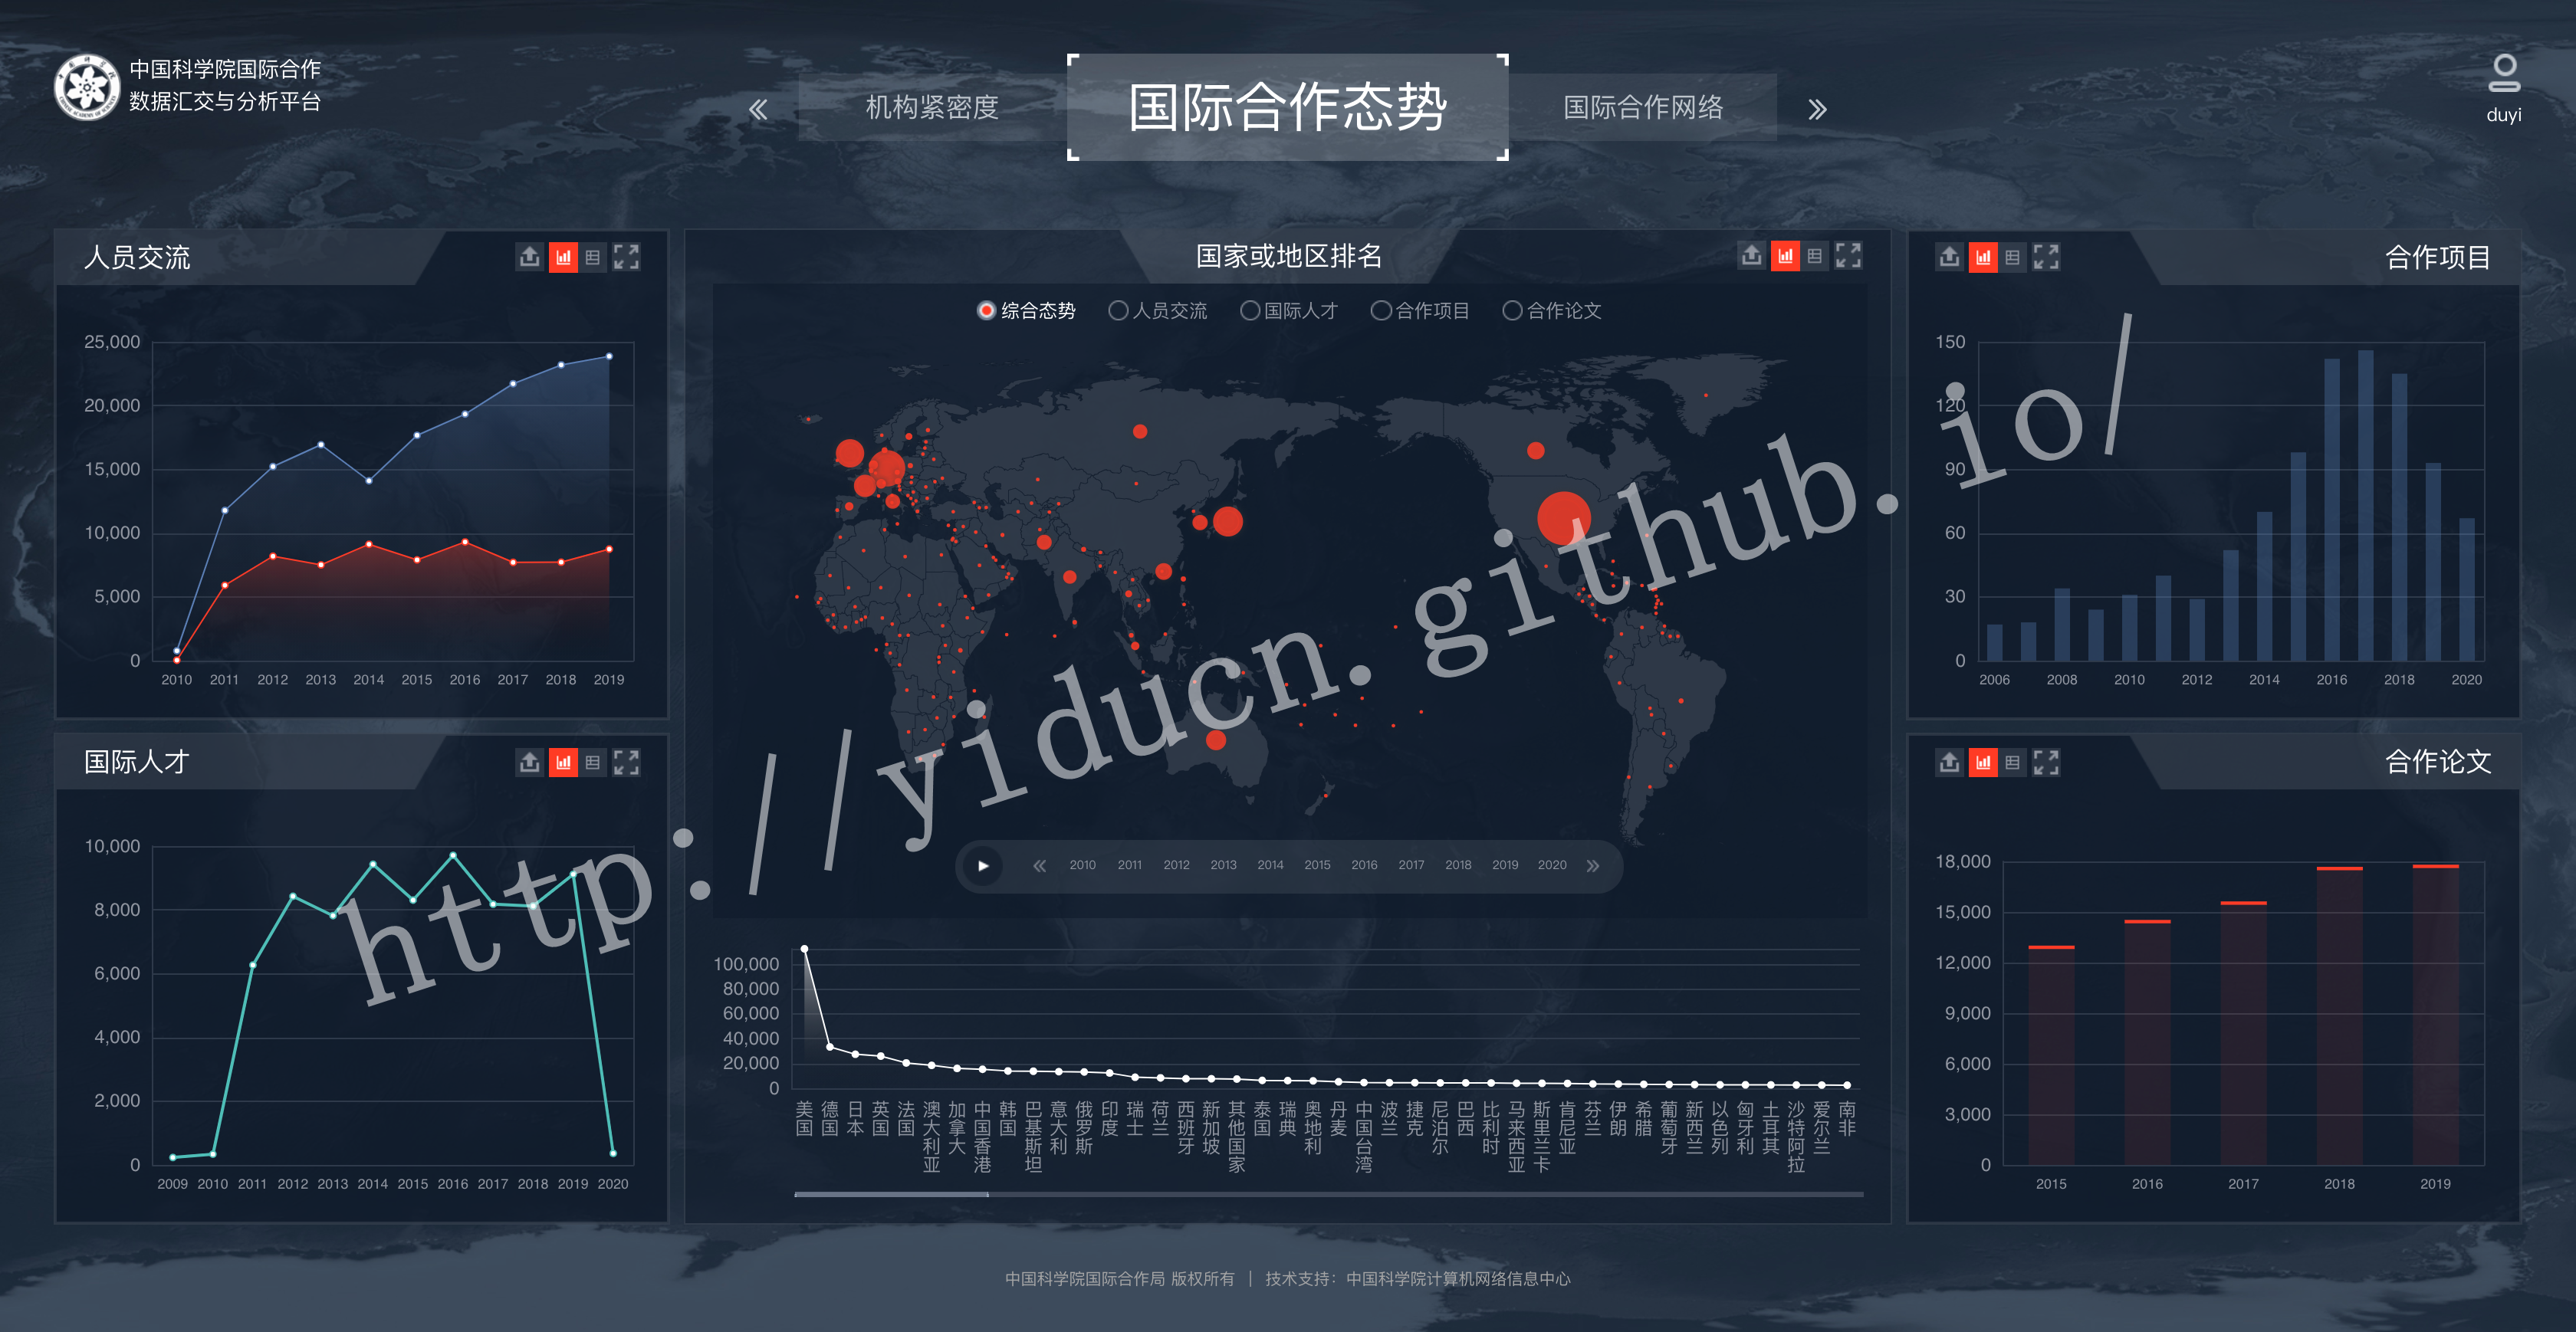 中国科学院国际合作
数据汇交与分析平台
机构紧密度
国际合作态势
国际合作网络
duyi
人员交流
25,000
20,000
15,000
10,000
5,000
0
2010 2011 2012 2013 2014 2015 2016 2017 2018 2019
国际人才
10,000
8,000
6,000
4,000
2,000
0
2009 2010 2011 2012 2013 2014 2015 2016 2017 2018 2019 2020
国家或地区排名
综合态势 人员交流 国际人才 合作项目 合作论文
2010 2011 2012 2013 2014 2015 2016 2017 2018 2019 2020
100,000
80,000
60,000
40,000
20,000
0
美国 德国 日本 英国 法国 澳大利亚 加拿大 中国香港 韩国 巴基斯坦 意大利 俄罗斯 印度 瑞士 荷兰 西班牙 新加坡 其他国家 泰国 瑞典 奥地利 丹麦 中国台湾 波兰 捷克 尼泊尔 巴西 比利时 马来西亚 斯里兰卡 肯尼亚 芬兰 伊朗 希腊 葡萄牙 新西兰 以色列 匈牙利 土耳其 沙特阿拉 爱尔兰 南非
合作项目
150
120
90
60
30
0
2006 2008 2010 2012 2014 2016 2018 2020
合作论文
18,000
15,000
12,000
9,000
6,000
3,000
0
2015 2016 2017 2018 2019
http://yiducn.github.io/
中国科学院国际合作局 版权所有 | 技术支持：中国科学院计算机网络信息中心